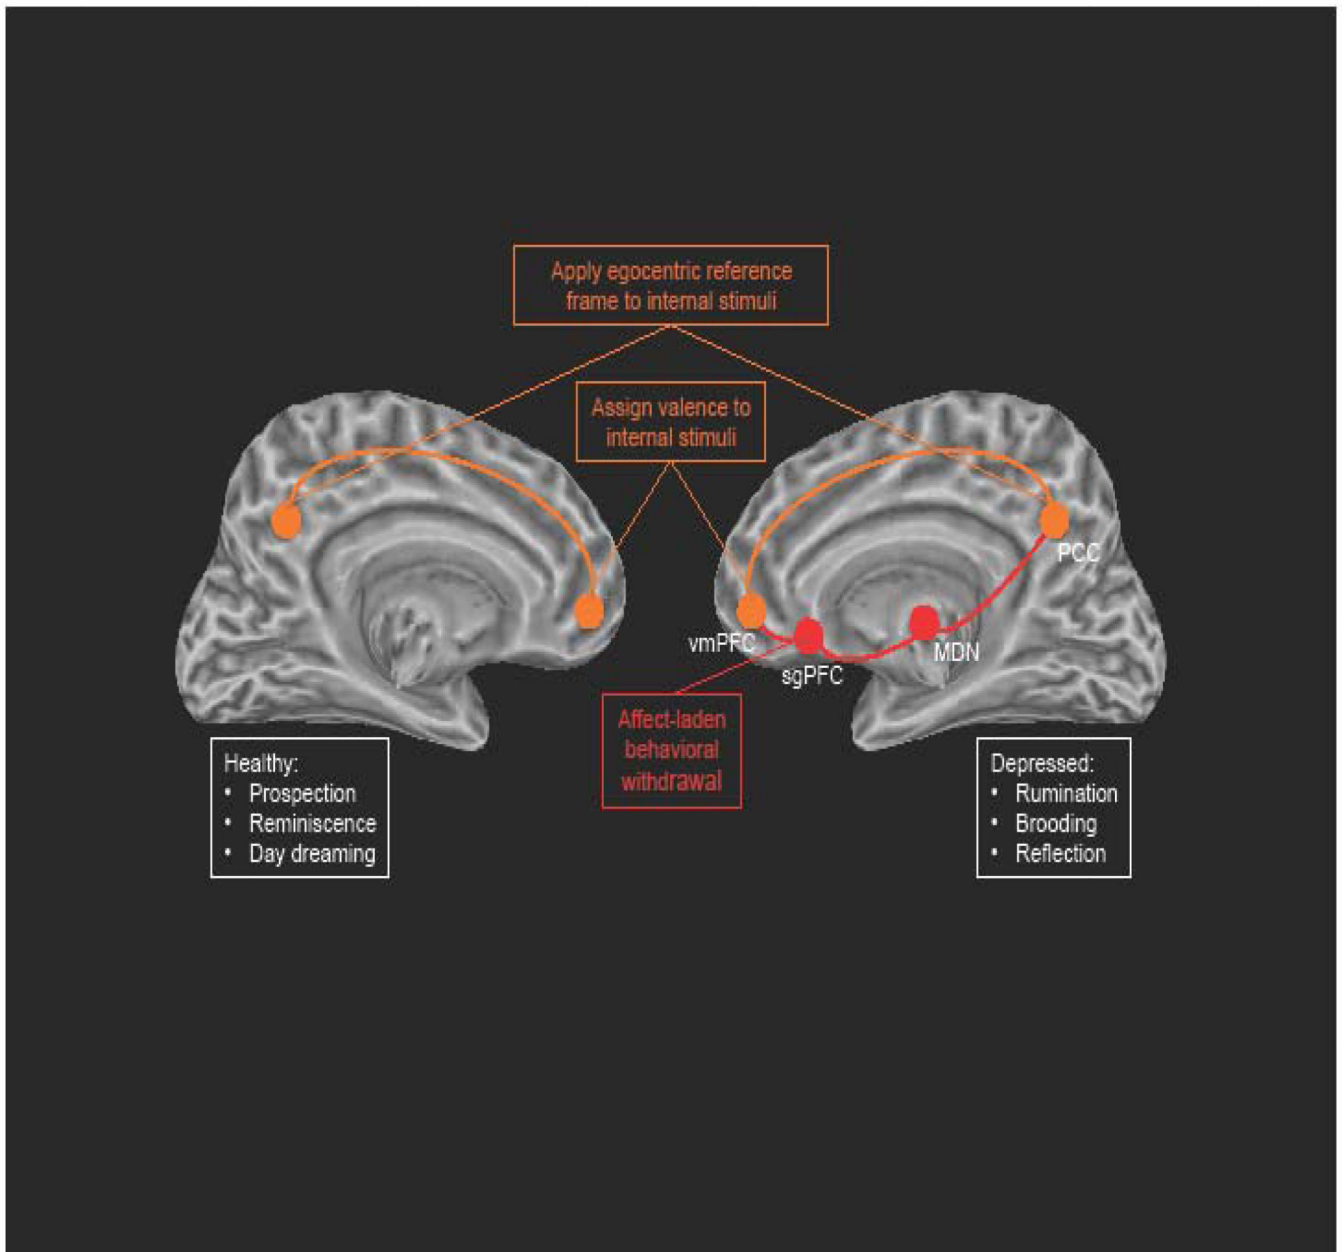 Apply egocentric reference
frame to internal stimuli
Assign valence to
internal stimuli
PCC
vmPFC
MDN
sgPFC
Affect-laden
behavioral
withdrawal
Healthy:
• Prospection
• Reminiscence
• Day dreaming
Depressed:
• Rumination
• Brooding
• Reflection